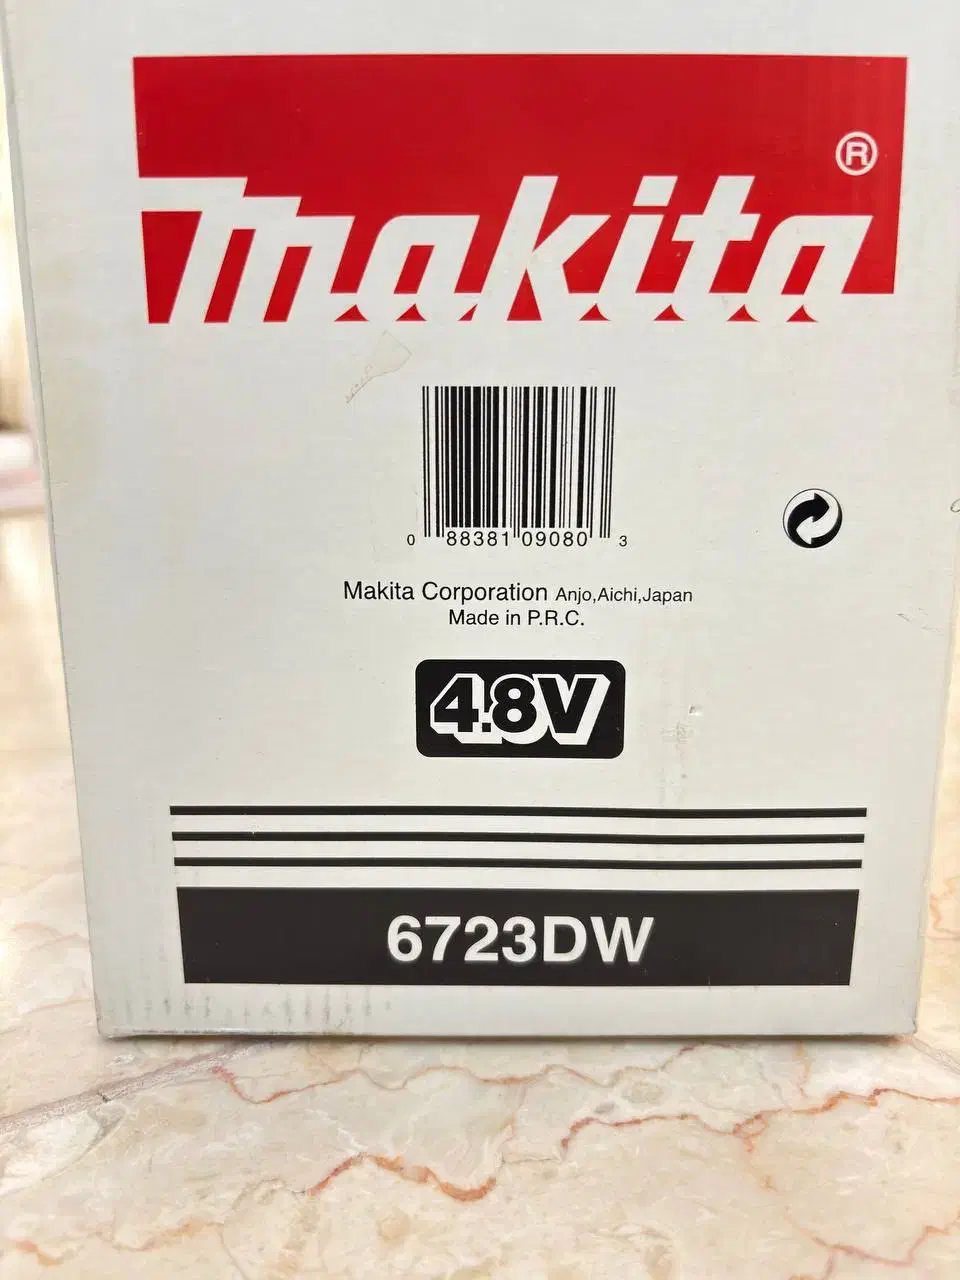 makita®
0 88381 09080 3
Makita Corporation Anjo,Aichi,Japan
Made in P.R.C.
4.8V
6723DW